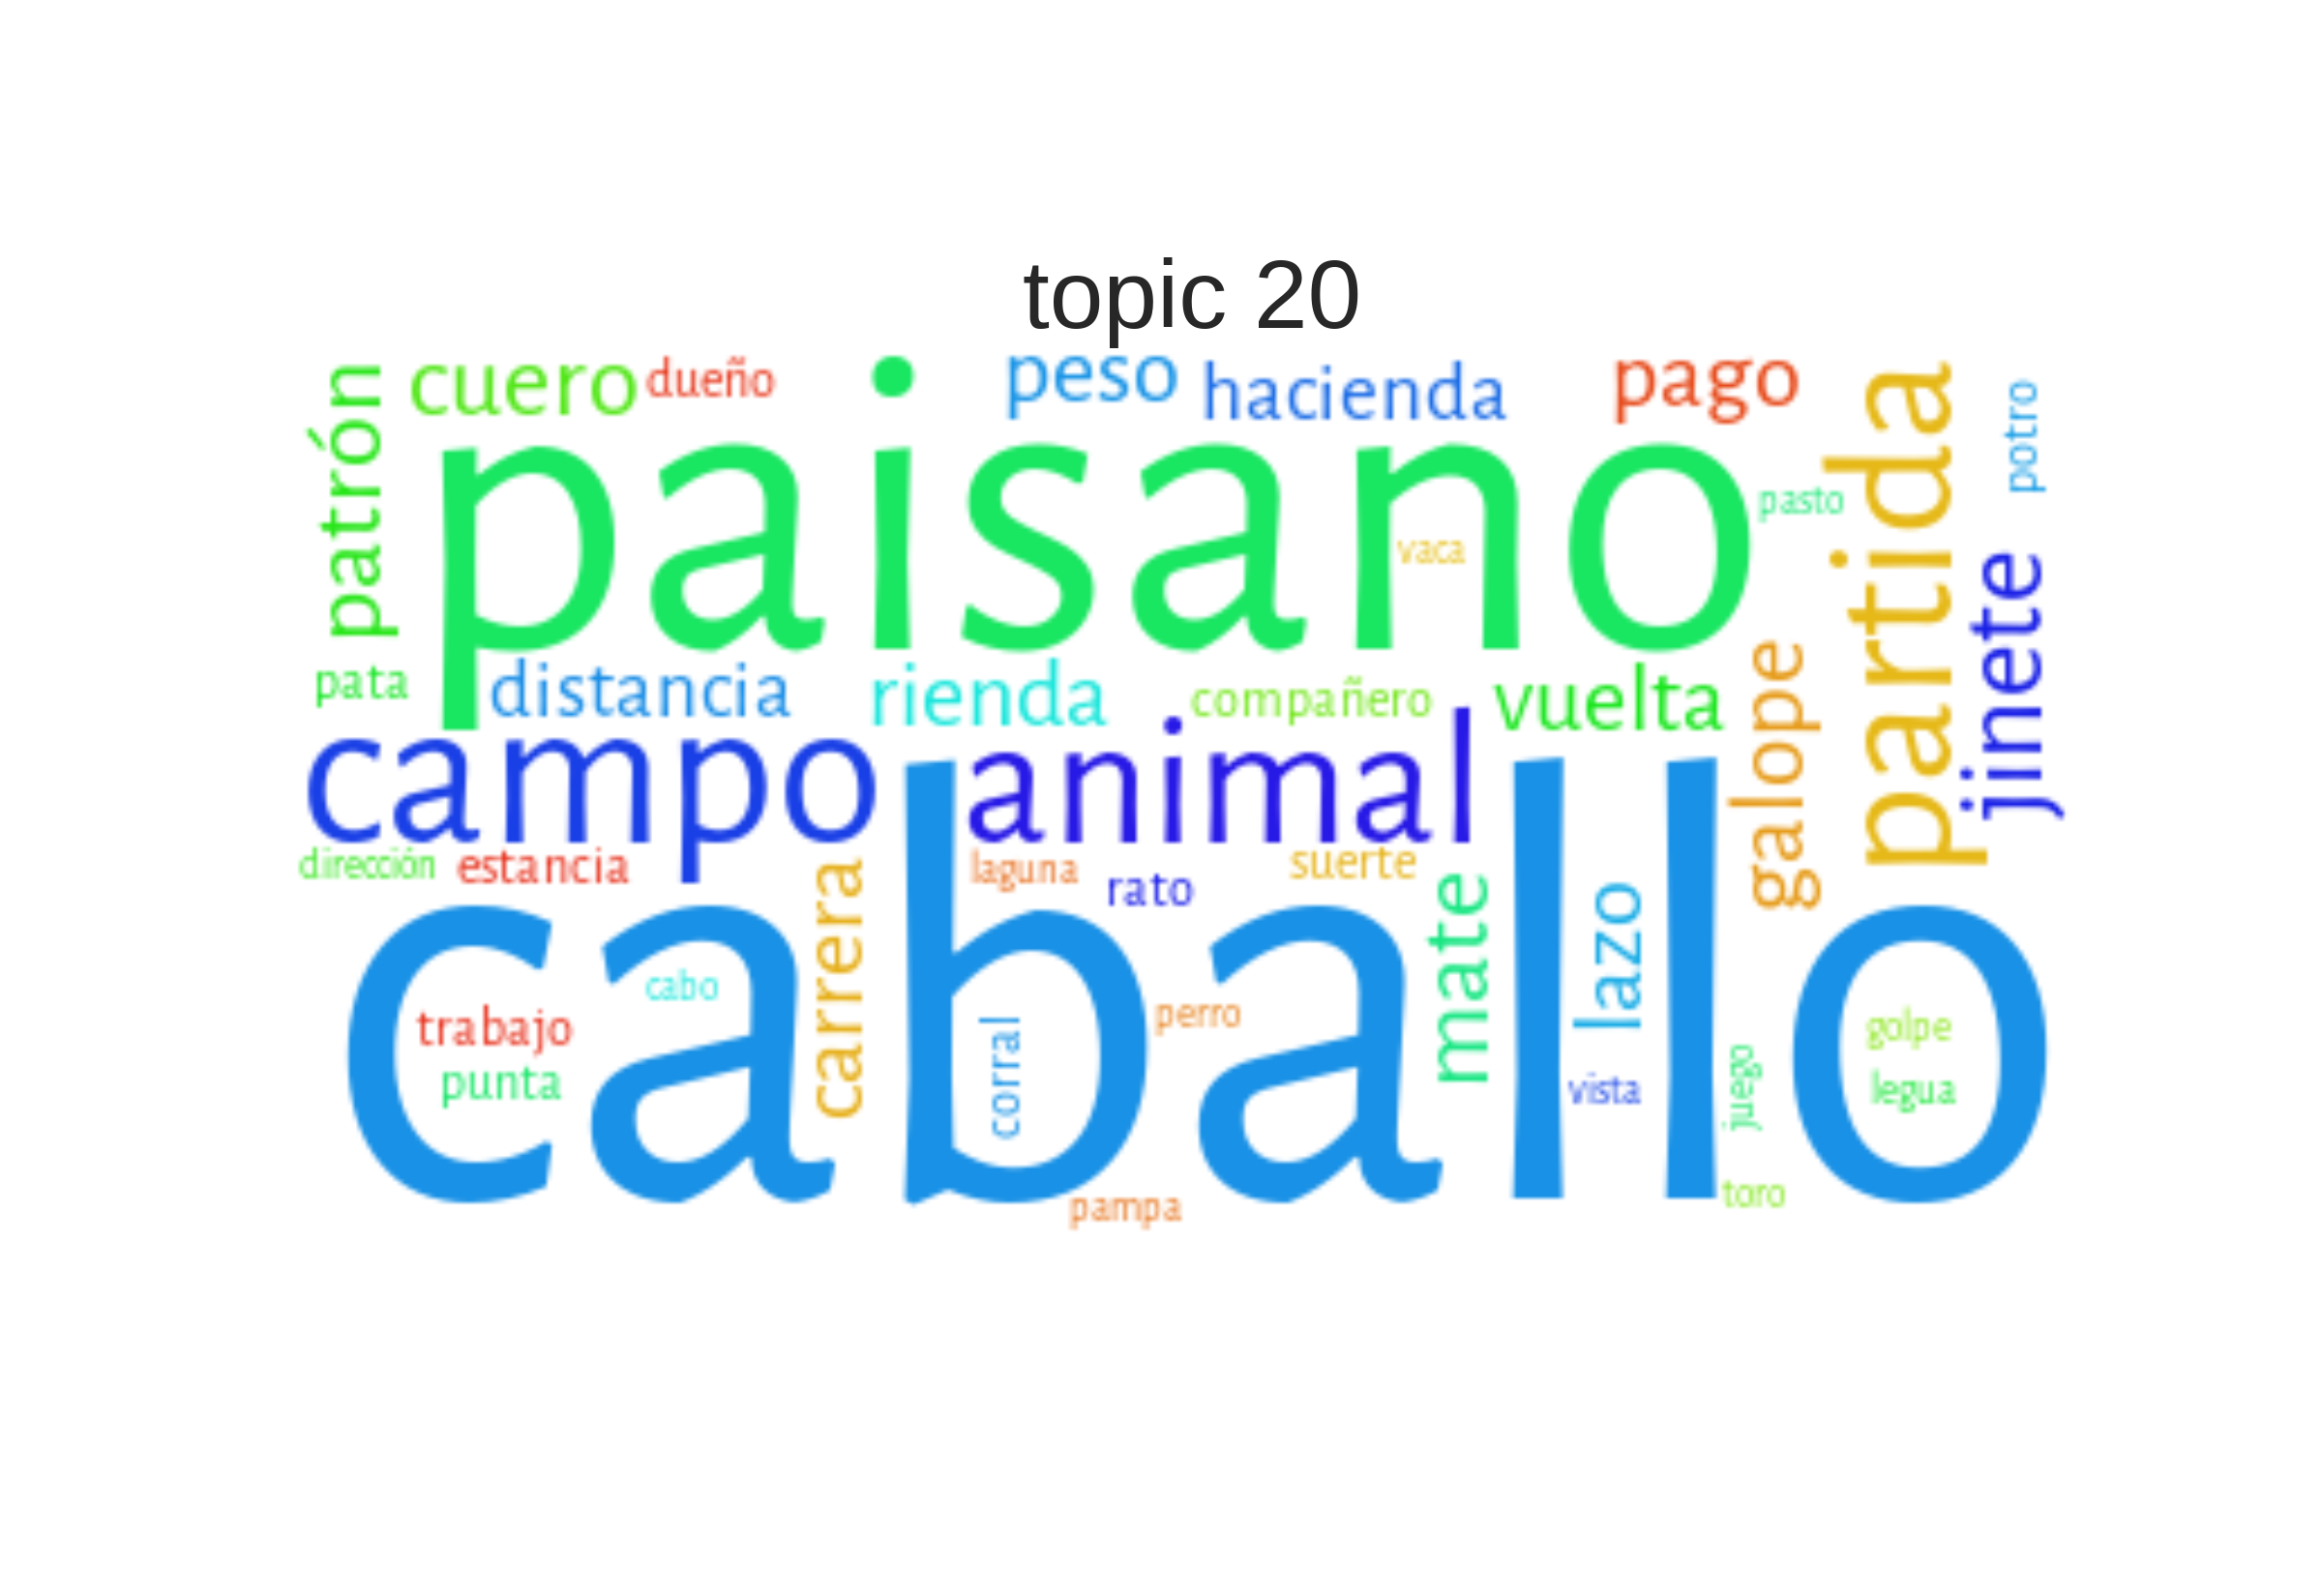 topic 20
patrón
cuero
dueño
peso
hacienda
pago
partida
potro
paisano
pasto
vaca
jinete
pata
distancia
rienda
compañero
vuelta
galope
campo
animal
dirección
estancia
laguna
rato
suerte
caballo
carrera
mate
lazo
cabo
trabajo
punta
corral
perro
vista
juego
golpe
legua
toro
pampa